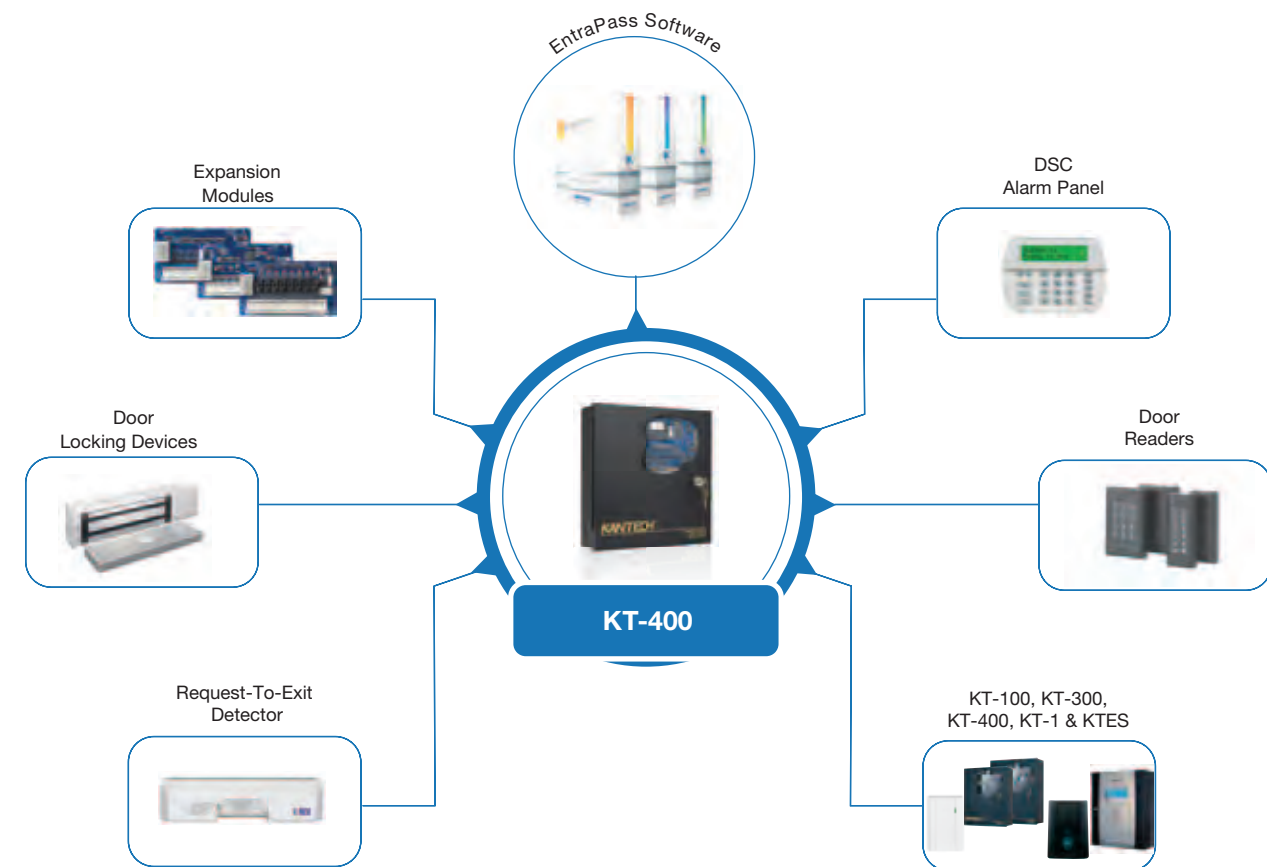 EntraPass Software
Expansion
Modules
DSC
Alarm Panel
Door
Locking Devices
Door
Readers
KANTECH
KT-400
Request-To-Exit
Detector
KT-100, KT-300,
KT-400, KT-1 & KTES